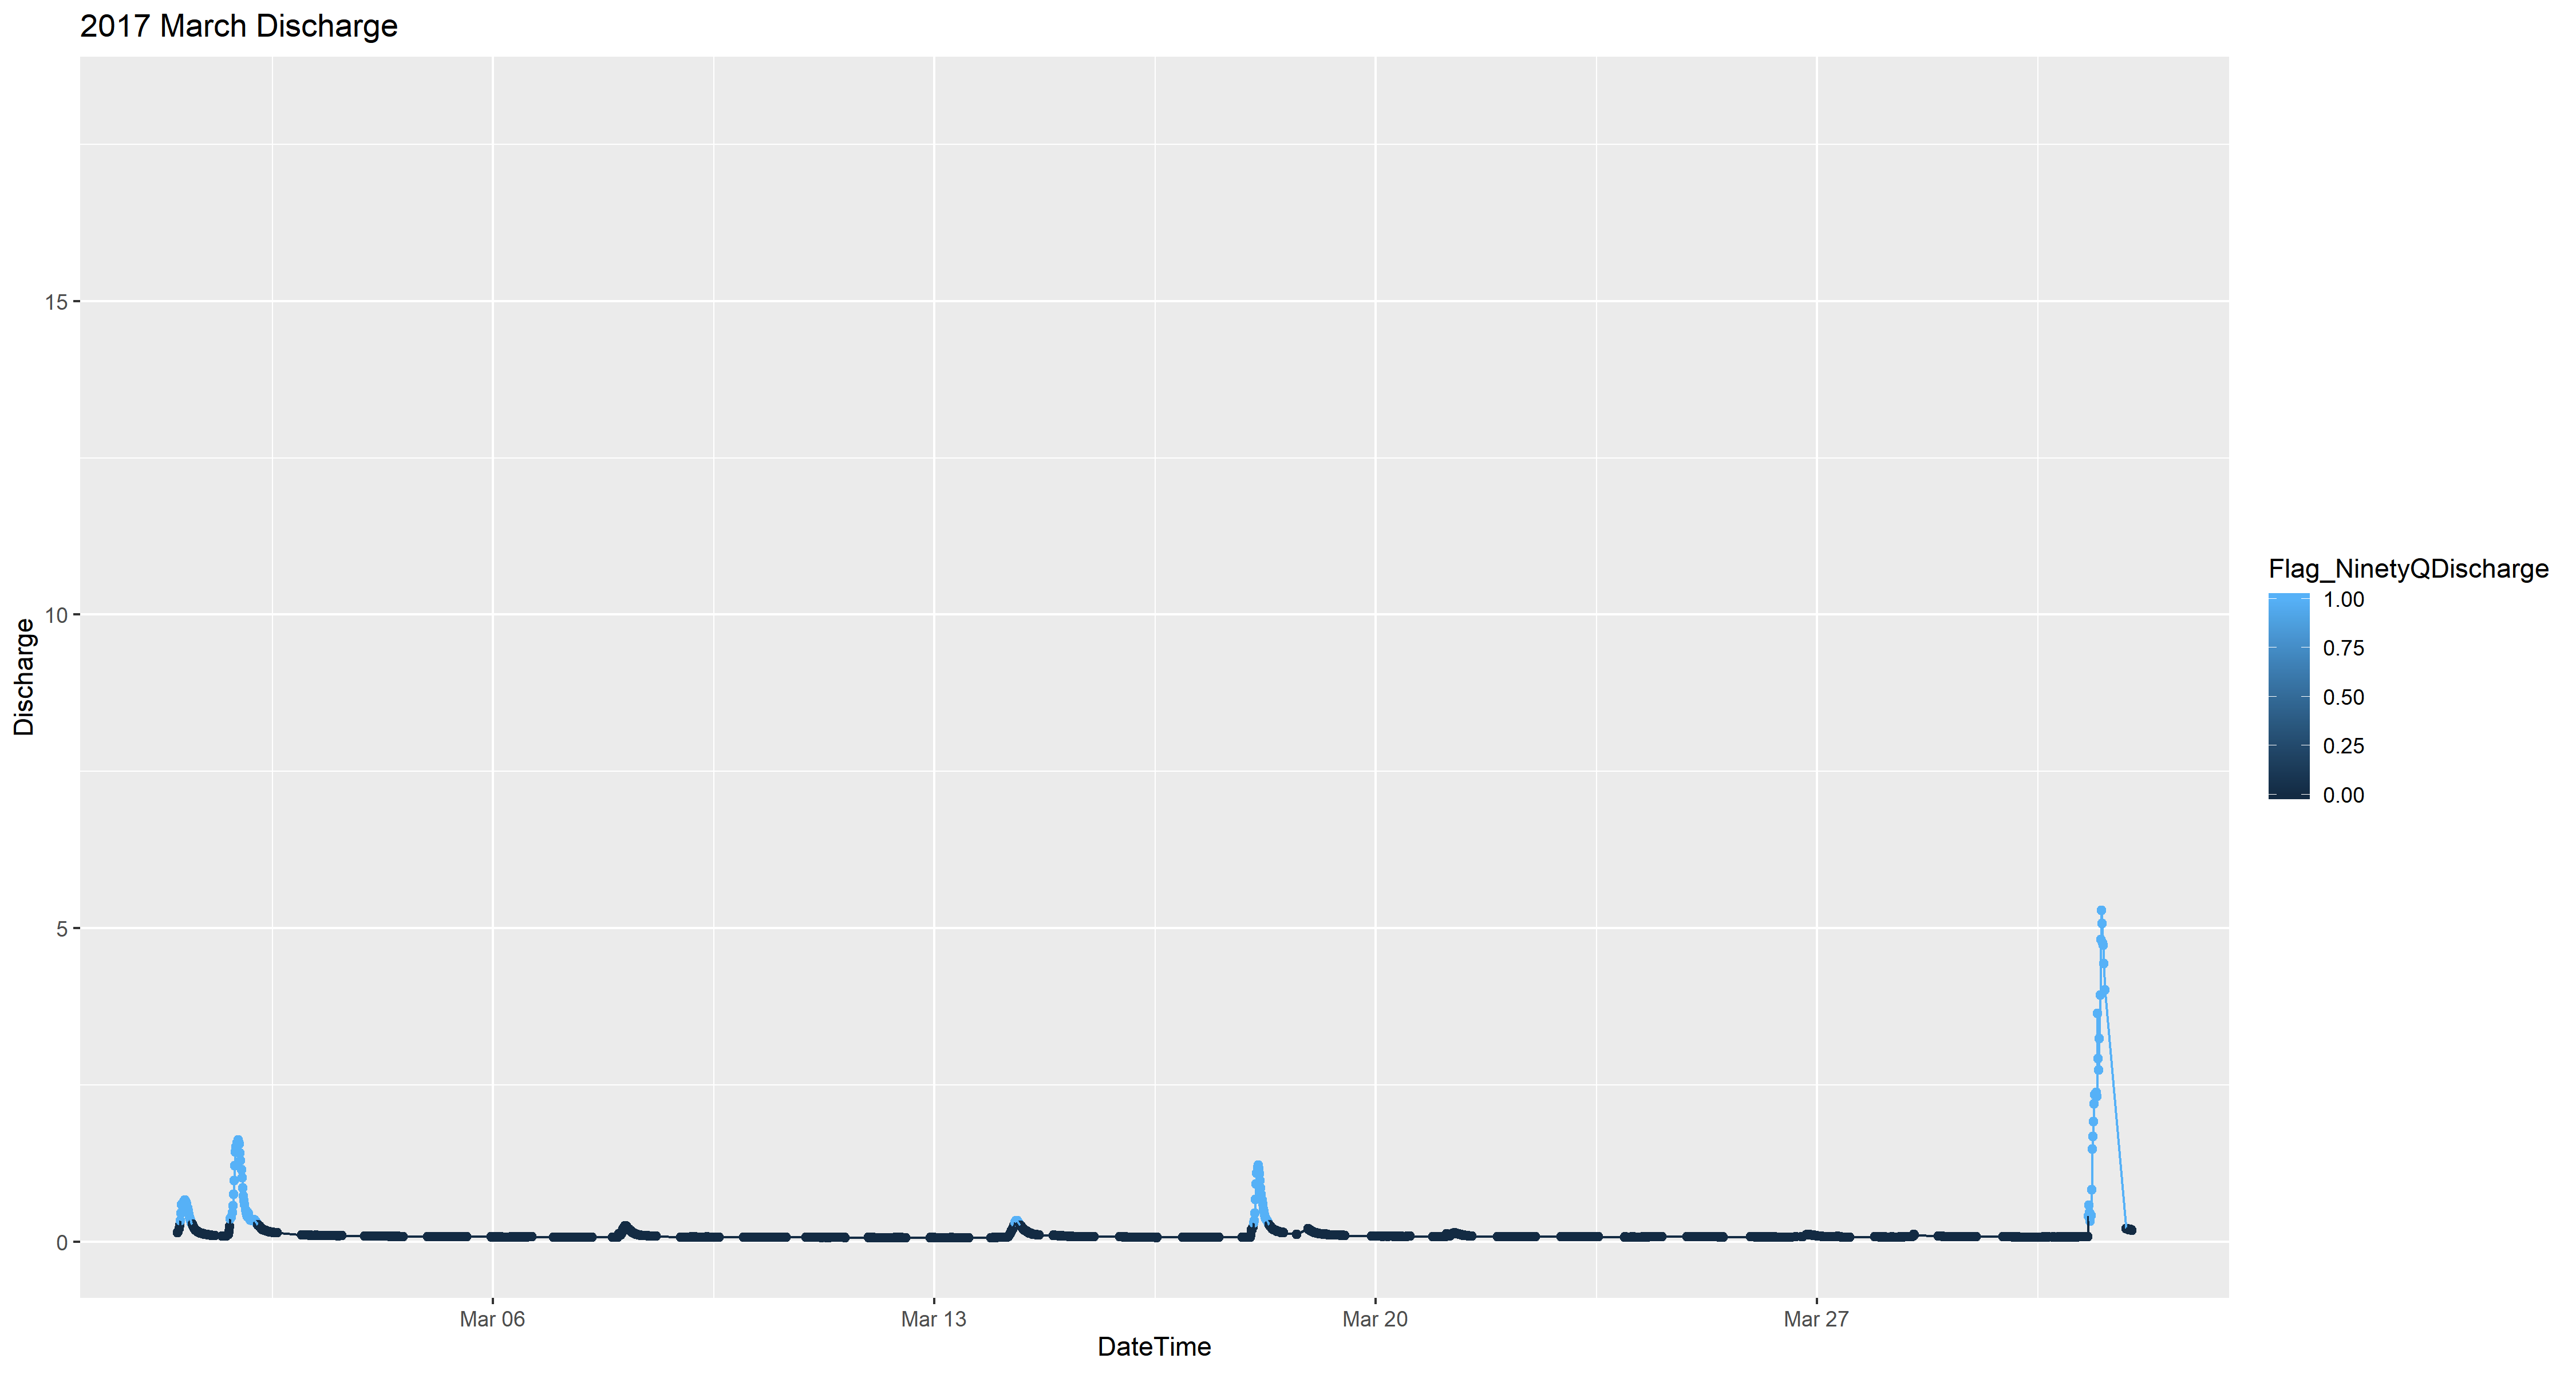 2017 March Discharge
15
10
5
0
Discharge
Mar 06
Mar 13
Mar 20
Mar 27
DateTime
Flag_NinetyQDischarge
1.00
0.75
0.50
0.25
0.00